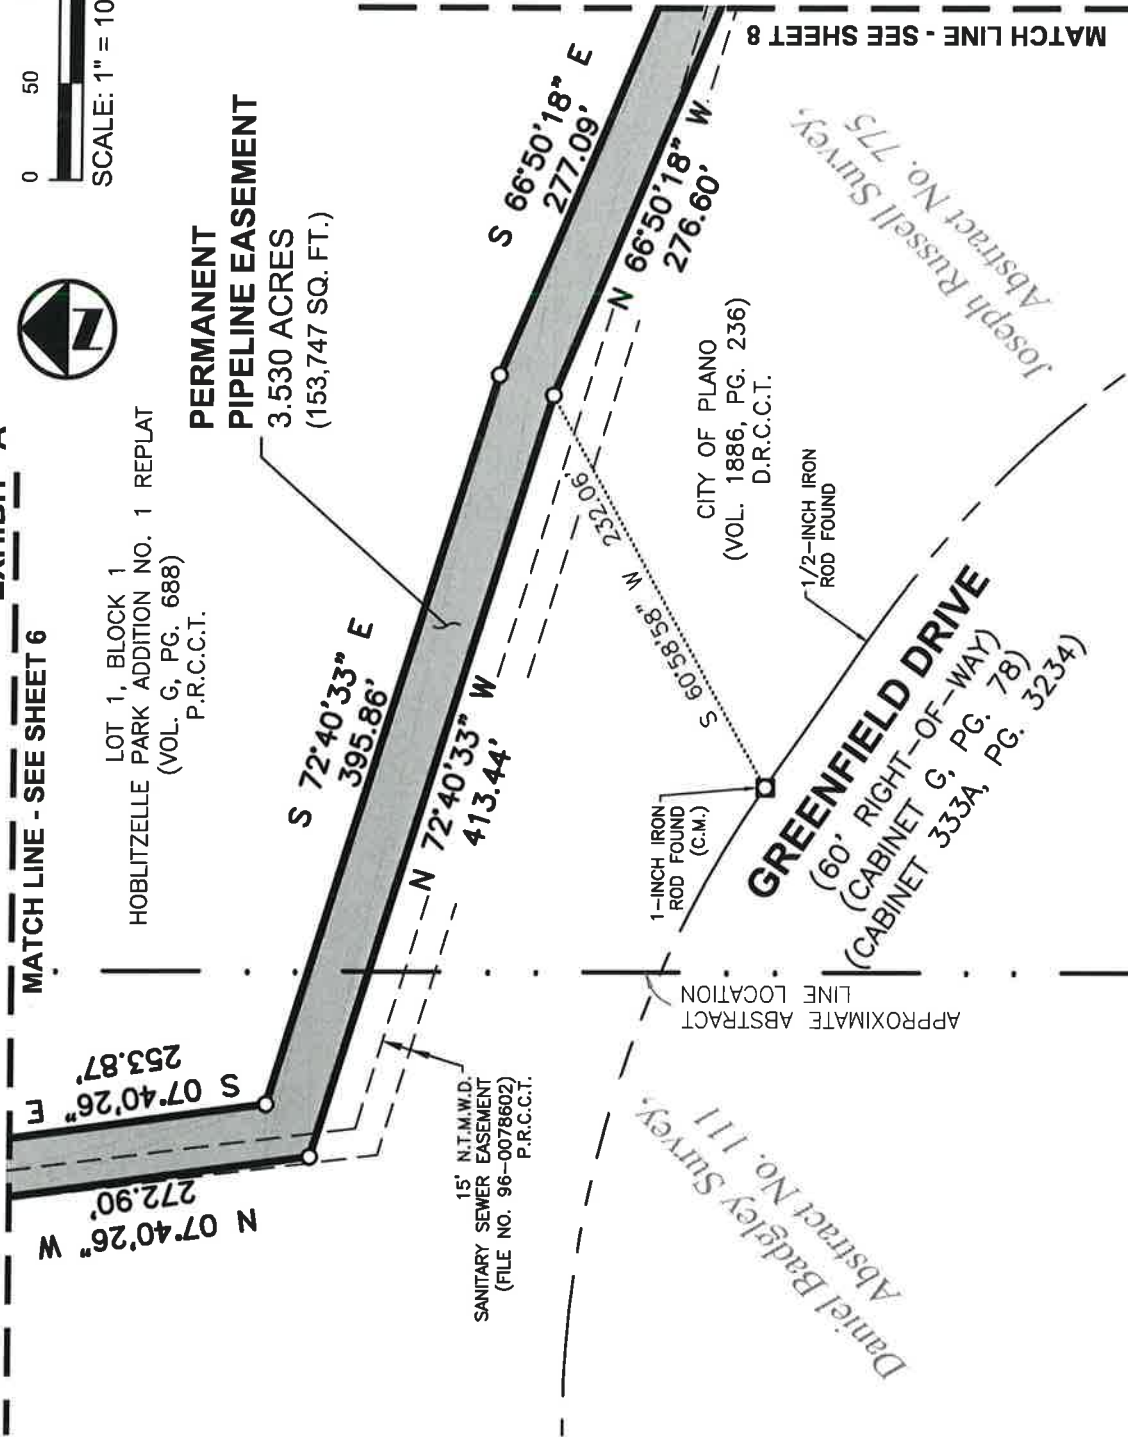 0 50
SCALE: 1" = 10
N
MATCH LINE - SEE SHEET 6
LOT 1, BLOCK 1
HOBLITZELLE PARK ADDITION NO. 1 REPLAT
(VOL. G, PG. 688)
P.R.C.C.T.
PERMANENT
PIPELINE EASEMENT
3.530 ACRES
(153,747 SQ. FT.)
S 07°40'26" E
253.87'
N 07°40'26" W
272.90'
S 72°40'33" E
395.86'
N 72°40'33" W
413.44'
S 66°50'18" E
277.09'
N 66°50'18" W
276.60'
MATCH LINE - SEE SHEET 8
15' N.T.M.W.D.
SANITARY SEWER EASEMENT
(FILE NO. 96-0078602)
P.R.C.C.T.
S 60°58'58" W 232.06'
CITY OF PLANO
(VOL. 1886, PG. 236)
D.R.C.C.T.
Joseph Russell Survey,
Abstract No. 775
1-INCH IRON
ROD FOUND
(C.M.)
1/2-INCH IRON
ROD FOUND
GREENFIELD DRIVE
(60' RIGHT-OF-WAY)
(CABINET G, PG. 78)
(CABINET 333A, PG. 3234)
APPROXIMATE ABSTRACT
LINE LOCATION
Daniel Badgley Survey,
Abstract No. 111